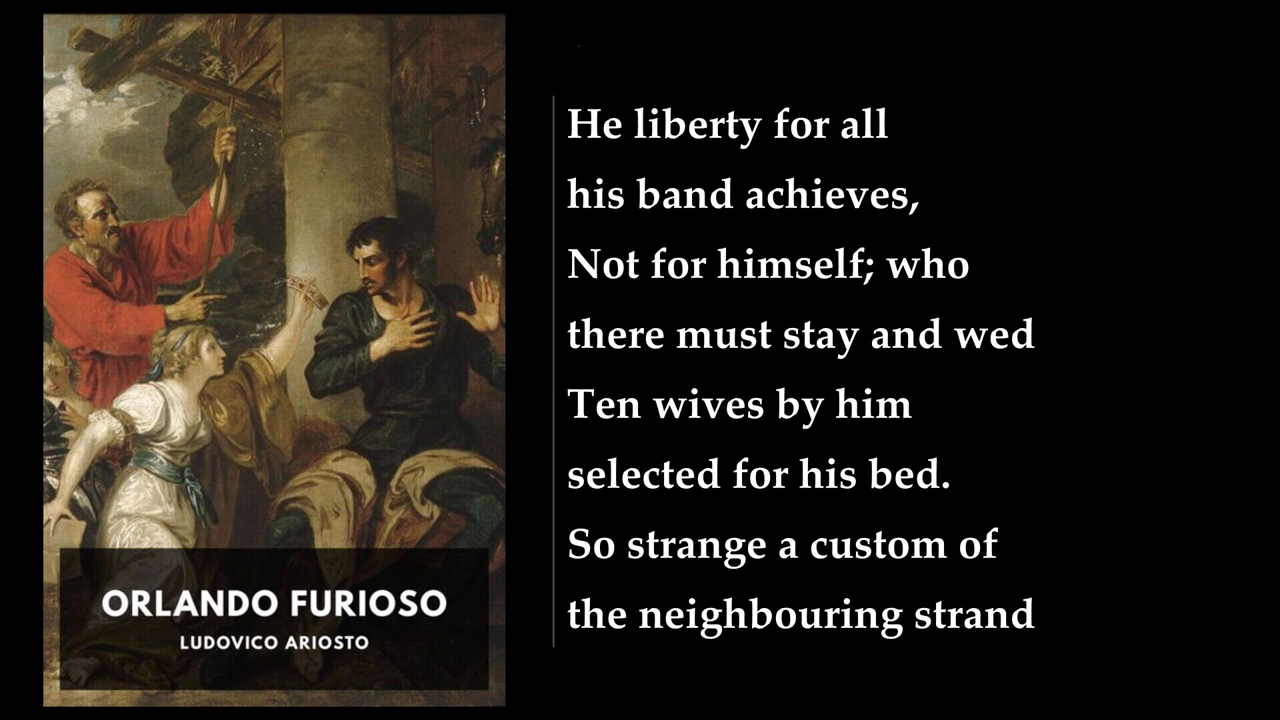 ORLANDO FURIOSO
LUDOVICO ARIOSTO
He liberty for all
his band achieves,
Not for himself; who
there must stay and wed
Ten wives by him
selected for his bed.
So strange a custom of
the neighbouring strand